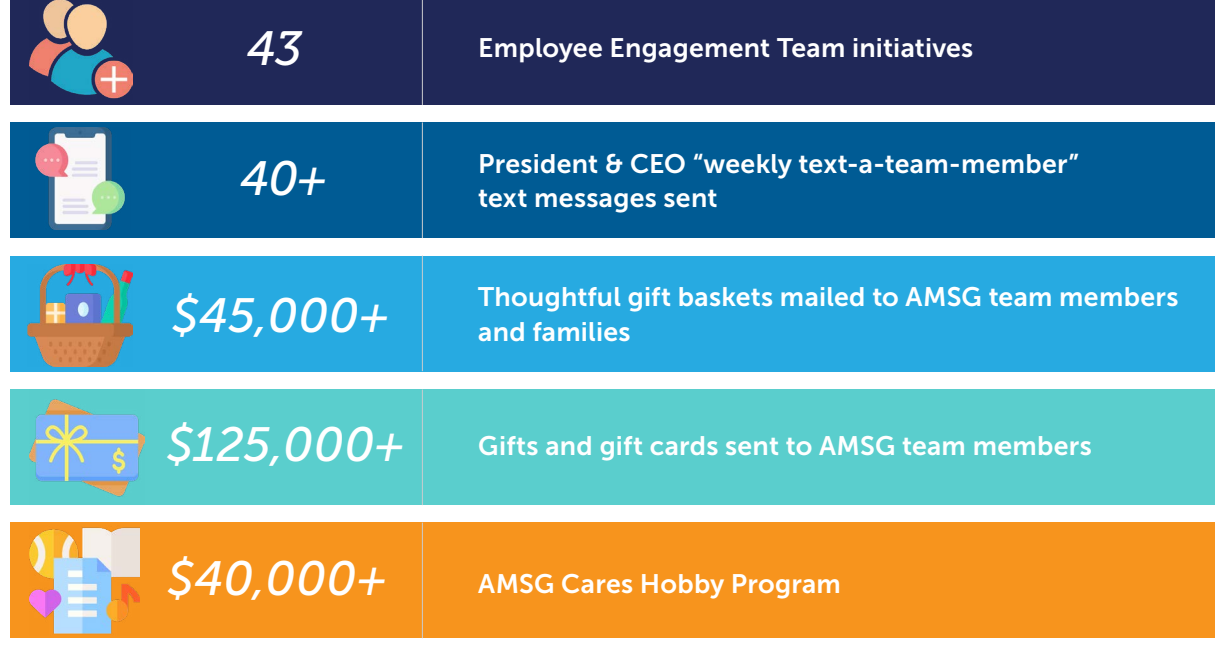 43
Employee Engagement Team initiatives
40+
President & CEO “weekly text-a-team-member”
text messages sent
$45,000+
Thoughtful gift baskets mailed to AMSG team members
and families
$
$125,000+
Gifts and gift cards sent to AMSG team members
$40,000+
AMSG Cares Hobby Program